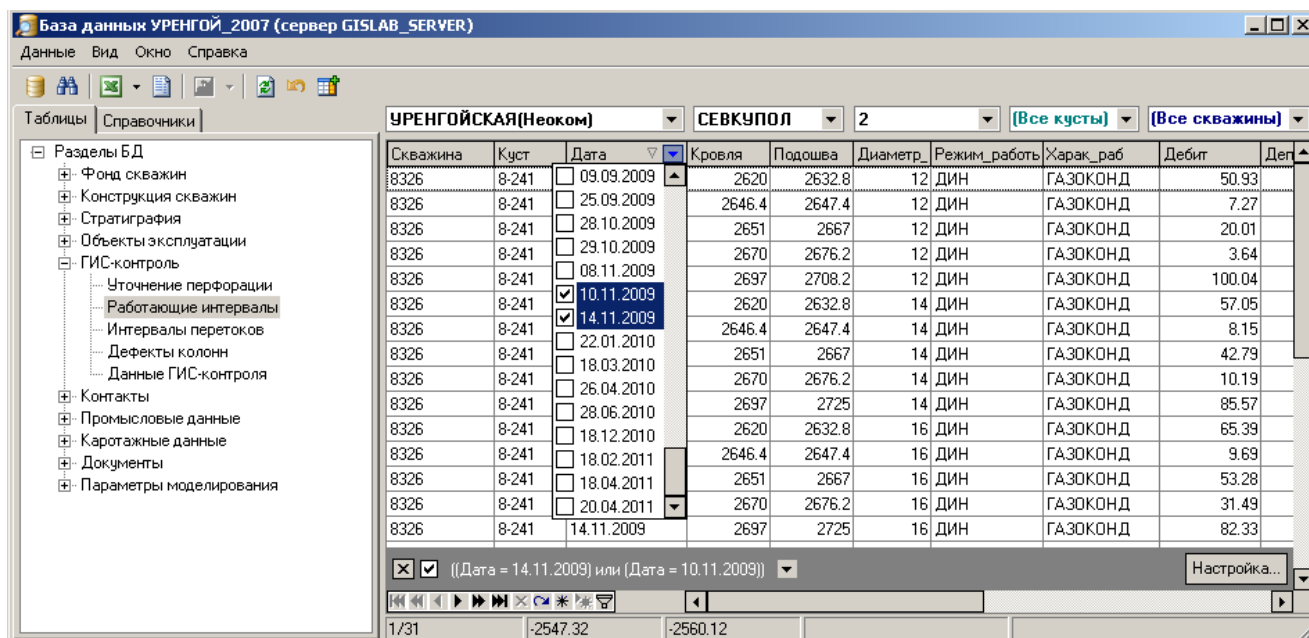 База данных УРЕНГОЙ_2007 (сервер GISLAB_SERVER)
Данные Вид Окно Справка
Таблицы Справочники
УРЕНГОЙСКАЯ(Неоком) СЕВКУПОЛ 2 (Все кусты) (Все скважины)
Разделы БД
Фонд скважин
Конструкция скважин
Стратиграфия
Объекты эксплуатации
ГИС-контроль
Уточнение перфорации
Работающие интервалы
Интервалы перетоков
Дефекты колонн
Данные ГИС-контроля
Контакты
Промысловые данные
Каротажные данные
Документы
Параметры моделирования
Скважина Куст Дата Кровля Подошва Диаметр_ Режим_работь Харак_раб Дебит Деп
8326 8-241 09.09.2009 2620 2632.8 12 ДИН ГАЗОКОНД 50.93
8326 8-241 25.09.2009 2646.4 2647.4 12 ДИН ГАЗОКОНД 7.27
8326 8-241 28.10.2009 2651 2667 12 ДИН ГАЗОКОНД 20.01
8326 8-241 29.10.2009 2670 2676.2 12 ДИН ГАЗОКОНД 3.64
8326 8-241 08.11.2009 2697 2708.2 12 ДИН ГАЗОКОНД 100.04
8326 8-241 10.11.2009 2620 2632.8 14 ДИН ГАЗОКОНД 57.05
8326 8-241 14.11.2009 2646.4 2647.4 14 ДИН ГАЗОКОНД 8.15
8326 8-241 22.01.2010 2651 2667 14 ДИН ГАЗОКОНД 42.79
8326 8-241 18.03.2010 2670 2676.2 14 ДИН ГАЗОКОНД 10.19
8326 8-241 26.04.2010 2697 2725 14 ДИН ГАЗОКОНД 85.57
8326 8-241 28.06.2010 2620 2632.8 16 ДИН ГАЗОКОНД 65.39
8326 8-241 18.12.2010 2646.4 2647.4 16 ДИН ГАЗОКОНД 9.69
8326 8-241 18.02.2011 2651 2667 16 ДИН ГАЗОКОНД 53.28
8326 8-241 18.04.2011 2670 2676.2 16 ДИН ГАЗОКОНД 31.49
20.04.2011
8326 8-241 14.11.2009 2697 2725 16 ДИН ГАЗОКОНД 82.33
((Дата = 14.11.2009) или (Дата = 10.11.2009)) Настройка...
1/31 -2547.32 -2560.12